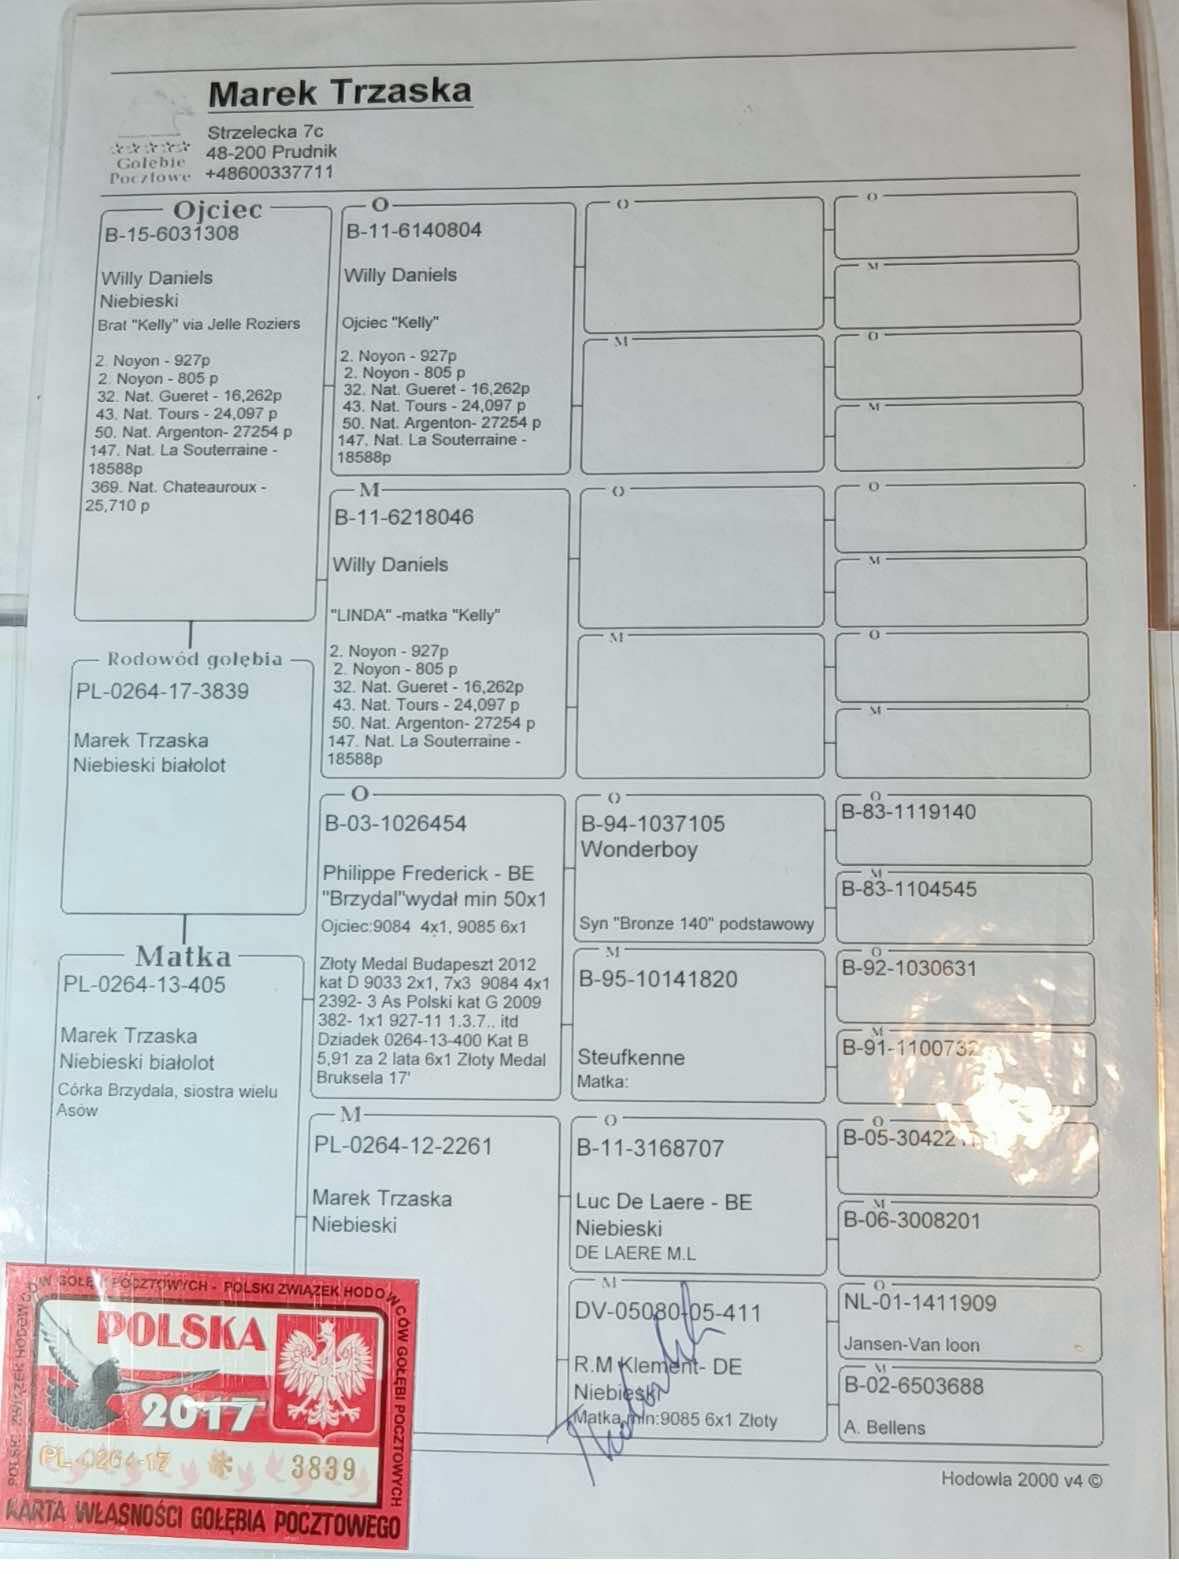 Marek Trzaska
Strzelecka 7c
48-200 Prudnik
+48600337711
Gołębie
Pocztowe
Ojciec
B-15-6031308
Willy Daniels
Niebieski
Brat "Kelly" via Jelle Roziers
2. Noyon - 927p
2. Noyon - 805 p
32. Nat. Gueret - 16,262p
43. Nat. Tours - 24,097 p
50. Nat. Argenton- 27254 p
147. Nat. La Souterraine -
18588p
369. Nat. Chateauroux -
25,710 p
Rodowód gołębia
PL-0264-17-3839
Marek Trzaska
Niebieski białolot
Matka
PL-0264-13-405
Marek Trzaska
Niebieski białolot
Córka Brzydala, siostra wielu
Asów
O
B-11-6140804
Willy Daniels
Ojciec "Kelly"
2. Noyon - 927p
2. Noyon - 805 p
32. Nat. Gueret - 16,262p
43. Nat. Tours - 24,097 p
50. Nat. Argenton- 27254 p
147. Nat. La Souterraine -
18588p
M
B-11-6218046
Willy Daniels
"LINDA" -matka "Kelly"
2. Noyon - 927p
2. Noyon - 805 p
32. Nat. Gueret - 16,262p
43. Nat. Tours - 24,097 p
50. Nat. Argenton- 27254 p
147. Nat. La Souterraine -
18588p
O
B-03-1026454
Philippe Frederick - BE
"Brzydal"wydał min 50x1
Ojciec:9084 4x1, 9085 6x1
Złoty Medal Budapeszt 2012
kat D 9033 2x1, 7x3 9084 4x1
2392- 3 As Polski kat G 2009
382- 1x1 927-11 1.3.7.. itd
Dziadek 0264-13-400 Kat B
5,91 za 2 lata 6x1 Złoty Medal
Bruksela 17'
M
PL-0264-12-2261
Marek Trzaska
Niebieski
O
M
O
M
O
B-94-1037105
Wonderboy
Syn "Bronze 140" podstawowy
M
B-95-10141820
Steufkenne
Matka:
O
B-11-3168707
Luc De Laere - BE
Niebieski
DE LAERE M.L
M
DV-05080-05-411
R.M Klement- DE
Niebieski
Matka min:9085 6x1 Złoty
O
M
O
M
O
M
O
M
O
B-83-1119140
M
B-83-1104545
O
B-92-1030631
M
B-91-1100732
O
M
B-06-3008201
O
NL-01-1411909
Jansen-Van loon
M
B-02-6503688
A. Bellens
Hodowla 2000 v4 ©
POLSKI ZWIĄZEK HODOWCÓW GOŁĘBI POCZTOWYCH - POLSKI ZWIĄZEK HODOWCÓW GOŁĘBI POCZTOWYCH
POLSKA
2017
PL-0264-17 * 3839
KARTA WŁASNOŚCI GOŁĘBIA POCZTOWEGO